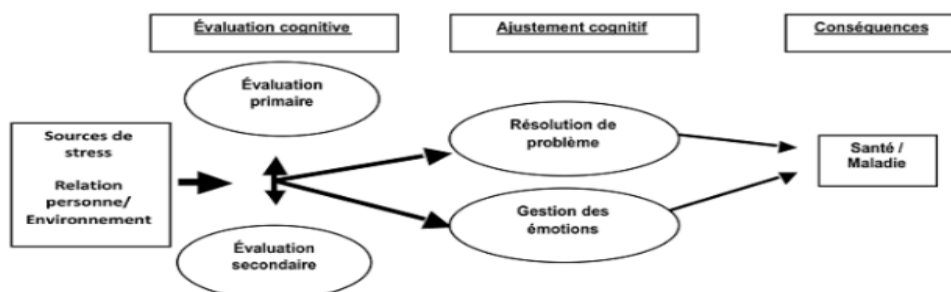 Évaluation cognitive
Ajustement cognitif
Conséquences
Évaluation
primaire
Sources de
stress
Relation
personne/
Environnement
Résolution de
problème
Santé /
Maladie
Gestion des
émotions
Évaluation
secondaire